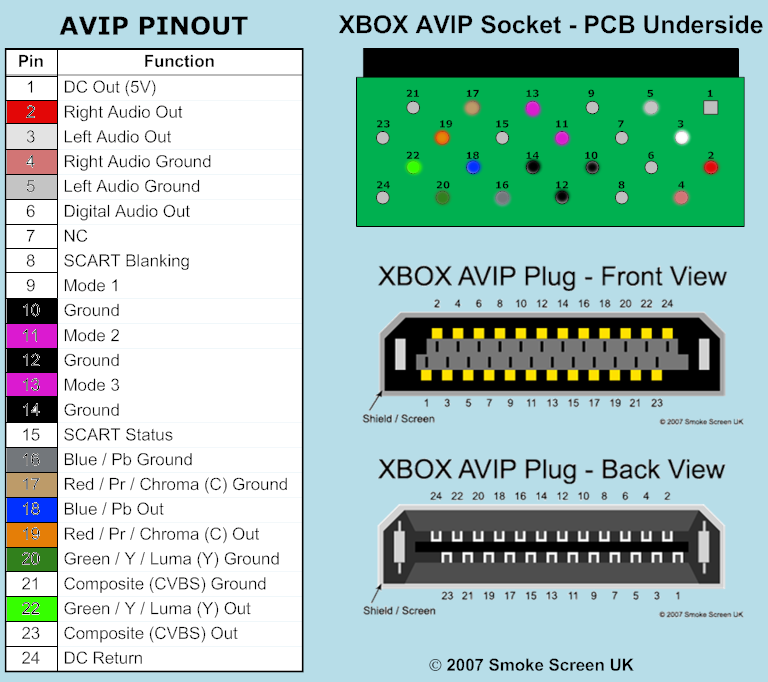 AVIP PINOUT
Pin Function
1 DC Out (5V)
2 Right Audio Out
3 Left Audio Out
4 Right Audio Ground
5 Left Audio Ground
6 Digital Audio Out
7 NC
8 SCART Blanking
9 Mode 1
10 Ground
11 Mode 2
12 Ground
13 Mode 3
14 Ground
15 SCART Status
16 Blue / Pb Ground
17 Red / Pr / Chroma (C) Ground
18 Blue / Pb Out
19 Red / Pr / Chroma (C) Out
20 Green / Y / Luma (Y) Ground
21 Composite (CVBS) Ground
22 Green / Y / Luma (Y) Out
23 Composite (CVBS) Out
24 DC Return
XBOX AVIP Socket - PCB Underside
21 17 13 9 5 1
23 19 15 11 7 3
22 18 14 10 6 2
24 20 16 12 8 4
XBOX AVIP Plug - Front View
2 4 6 8 10 12 14 16 18 20 22 24
1 3 5 7 9 11 13 15 17 19 21 23
Shield / Screen
© 2007 Smoke Screen UK
XBOX AVIP Plug - Back View
24 22 20 18 16 14 12 10 8 6 4 2
23 21 19 17 15 13 11 9 7 5 3 1
Shield / Screen
© 2007 Smoke Screen UK
© 2007 Smoke Screen UK